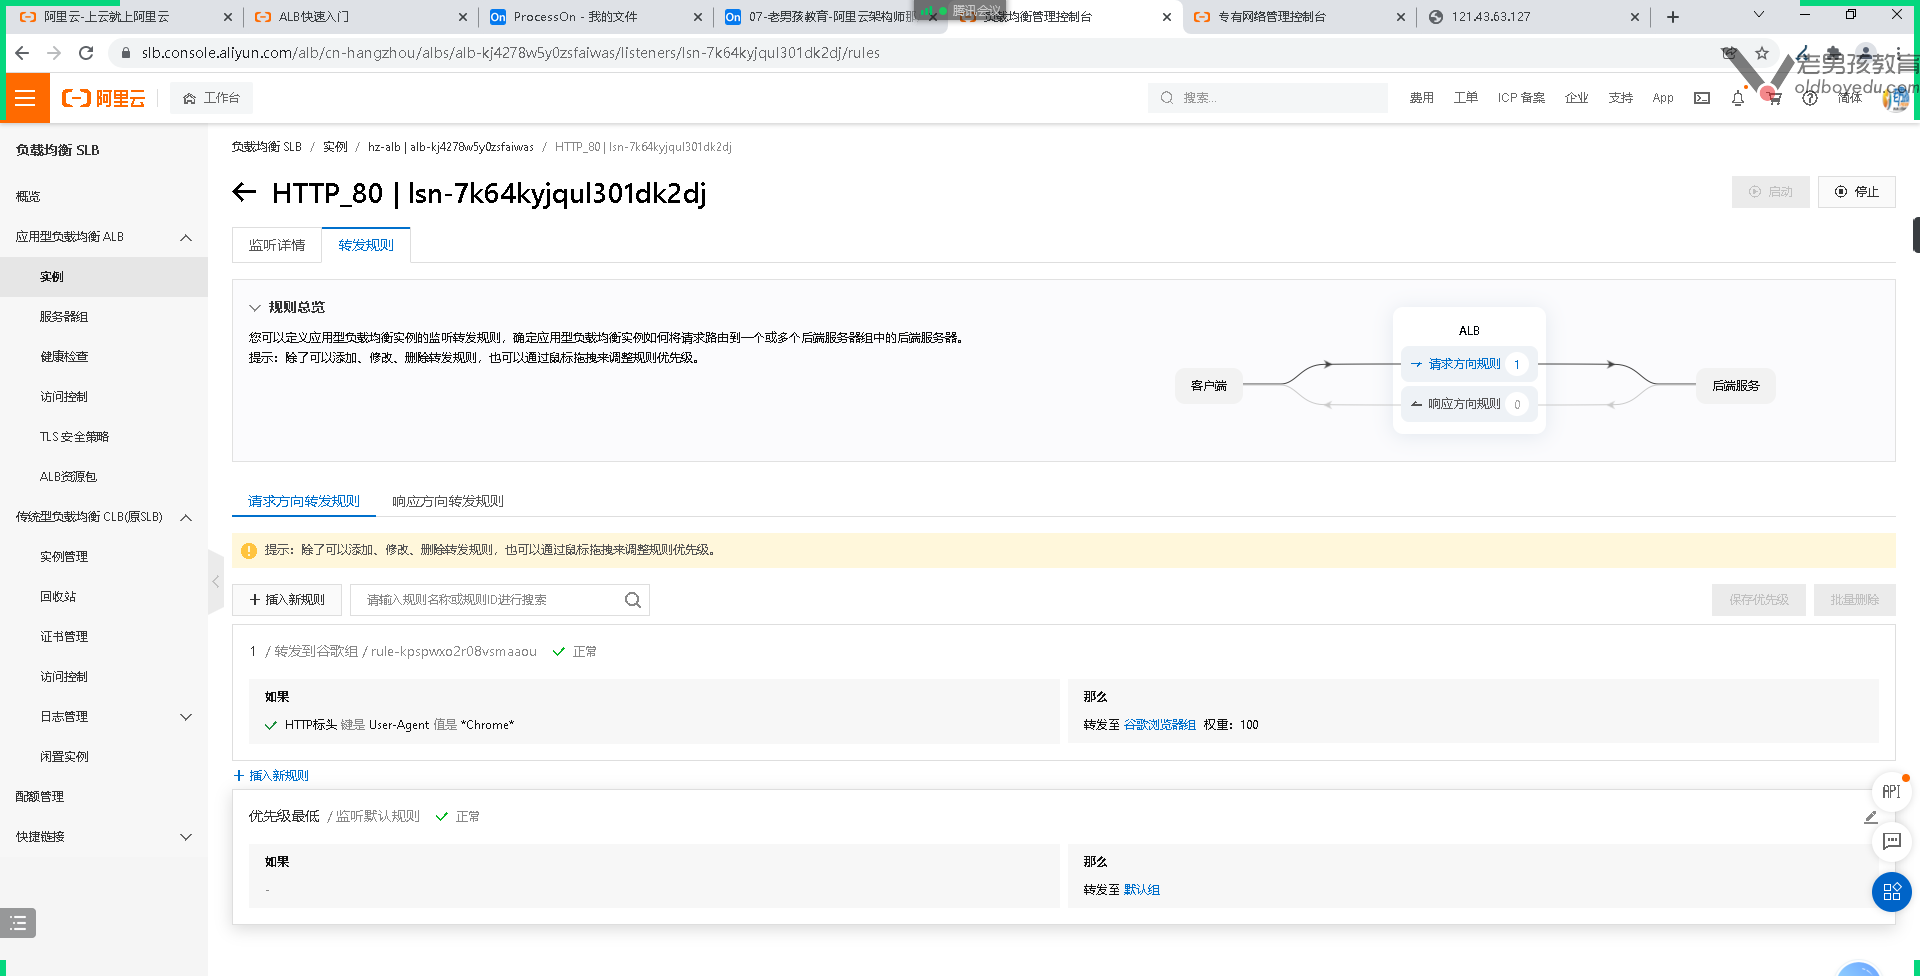 阿里云-上云就上阿里云
ALB快速入门
ProcessOn - 我的文件
07-老男孩教育-阿里云架构师
腾讯会议
负载均衡管理控制台
专有网络管理控制台
121.43.63.127
slb.console.aliyun.com/alb/cn-hangzhou/albs/alb-kj4278w5y0zsfaiwas/listeners/lsn-7k64kyjqul301dk2dj/rules
老男孩教育
oldboyedu.com
阿里云
工作台
搜索...
费用
工单
ICP 备案
企业
支持
App
简体
负载均衡 SLB
概览
应用型负载均衡 ALB
实例
服务器组
健康检查
访问控制
TLS 安全策略
ALB资源包
传统型负载均衡 CLB(原SLB)
实例管理
回收站
证书管理
访问控制
日志管理
闲置实例
配额管理
快捷链接
负载均衡 SLB / 实例 / hz-alb | alb-kj4278w5y0zsfaiwas / HTTP_80 | lsn-7k64kyjqul301dk2dj
HTTP_80 | lsn-7k64kyjqul301dk2dj
启动
停止
监听详情
转发规则
规则总览
您可以定义应用型负载均衡实例的监听转发规则，确定应用型负载均衡实例如何将请求路由到一个或多个后端服务器组中的后端服务器。
提示：除了可以添加、修改、删除转发规则，也可以通过鼠标拖拽来调整规则优先级。
ALB
客户端
请求方向规则 1
响应方向规则 0
后端服务
请求方向转发规则
响应方向转发规则
提示：除了可以添加、修改、删除转发规则，也可以通过鼠标拖拽来调整规则优先级。
插入新规则
请输入规则名称或规则ID进行搜索
保存优先级
批量删除
1 / 转发到谷歌组 / rule-kpspwxo2r08vsmaaou 正常
如果
HTTP标头 键是 User-Agent 值是 *Chrome*
那么
转发至 谷歌浏览器组 权重：100
插入新规则
优先级最低 / 监听默认规则 正常
如果
-
那么
转发至 默认组
API